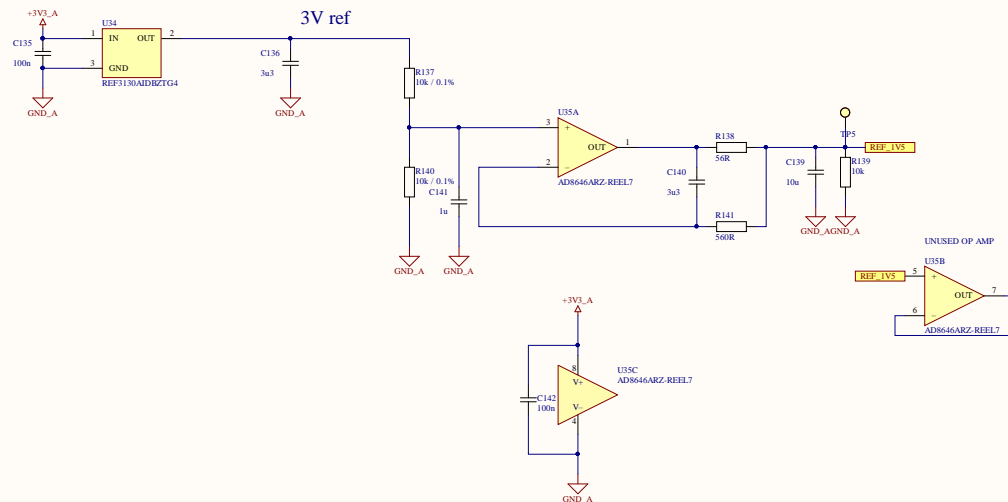 3V ref
+3V3_A
U34
1
IN
OUT
2
C135
100n
3
GND
REF3130AIDBZTG4
GND_A
C136
3u3
GND_A
R137
10k / 0.1%
R140
10k / 0.1%
C141
1u
GND_A
GND_A
U35A
3
+
OUT
1
2
−
AD8646ARZ-REEL7
R138
56R
C140
3u3
R141
560R
TP5
REF_1V5
C139
10u
R139
10k
GND_A
GND_A
UNUSED OP AMP
U35B
REF_1V5
5
+
OUT
7
6
−
AD8646ARZ-REEL7
+3V3_A
U35C
AD8646ARZ-REEL7
8
V+
V−
4
C142
100n
GND_A